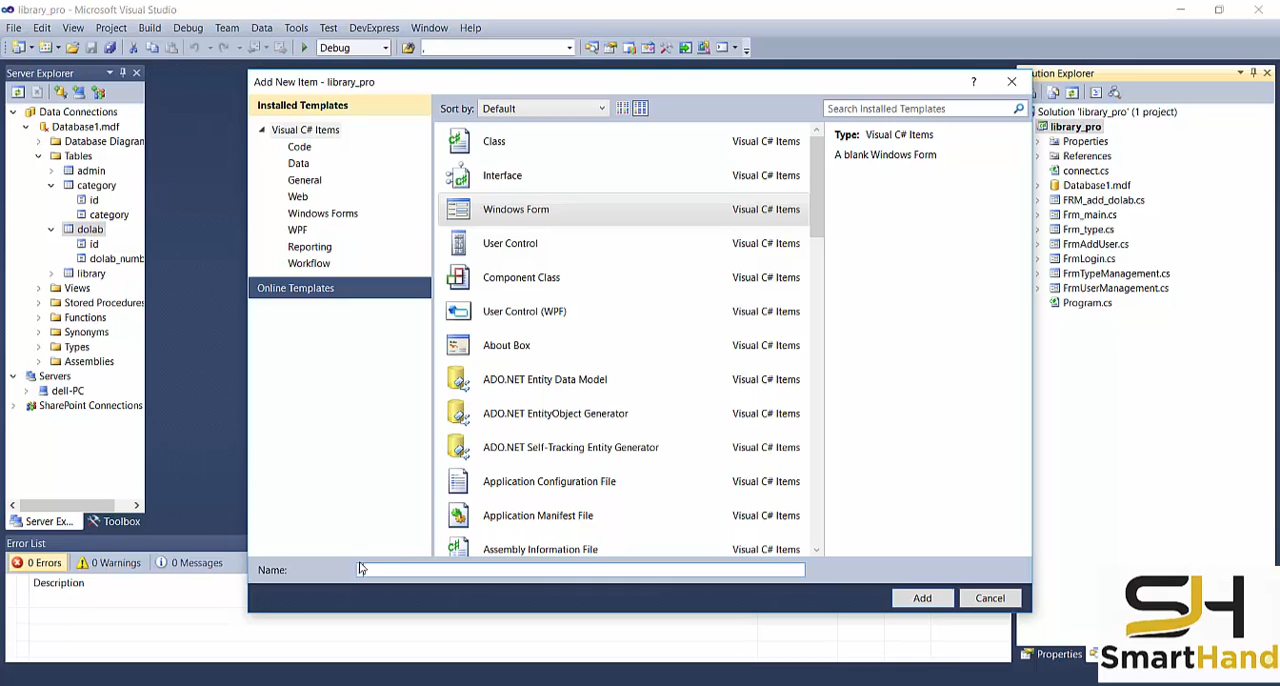 library_pro - Microsoft Visual Studio
File Edit View Project Build Debug Team Data Tools Test DevExpress Window Help
Debug
Server Explorer
Data Connections
Database1.mdf
Database Diagran
Tables
admin
category
id
category
dolab
id
dolab_numb
library
Views
Stored Procedures
Functions
Synonyms
Types
Assemblies
Servers
dell-PC
SharePoint Connections
Server Ex... Toolbox
Add New Item - library_pro
Installed Templates
Visual C# Items
Code
Data
General
Web
Windows Forms
WPF
Reporting
Workflow
Online Templates
Sort by: Default
Search Installed Templates
Class Visual C# Items
Interface Visual C# Items
Windows Form Visual C# Items
User Control Visual C# Items
Component Class Visual C# Items
User Control (WPF) Visual C# Items
About Box Visual C# Items
ADO.NET Entity Data Model Visual C# Items
ADO.NET EntityObject Generator Visual C# Items
ADO.NET Self-Tracking Entity Generator Visual C# Items
Application Configuration File Visual C# Items
Application Manifest File Visual C# Items
Assembly Information File Visual C# Items
Type: Visual C# Items
A blank Windows Form
Name:
Add Cancel
ution Explorer
Solution 'library_pro' (1 project)
library_pro
Properties
References
connect.cs
Database1.mdf
FRM_add_dolab.cs
Frm_main.cs
Frm_type.cs
FrmAddUser.cs
FrmLogin.cs
FrmTypeManagement.cs
FrmUserManagement.cs
Program.cs
Error List
0 Errors 0 Warnings 0 Messages
Description
Properties
SH
SmartHand